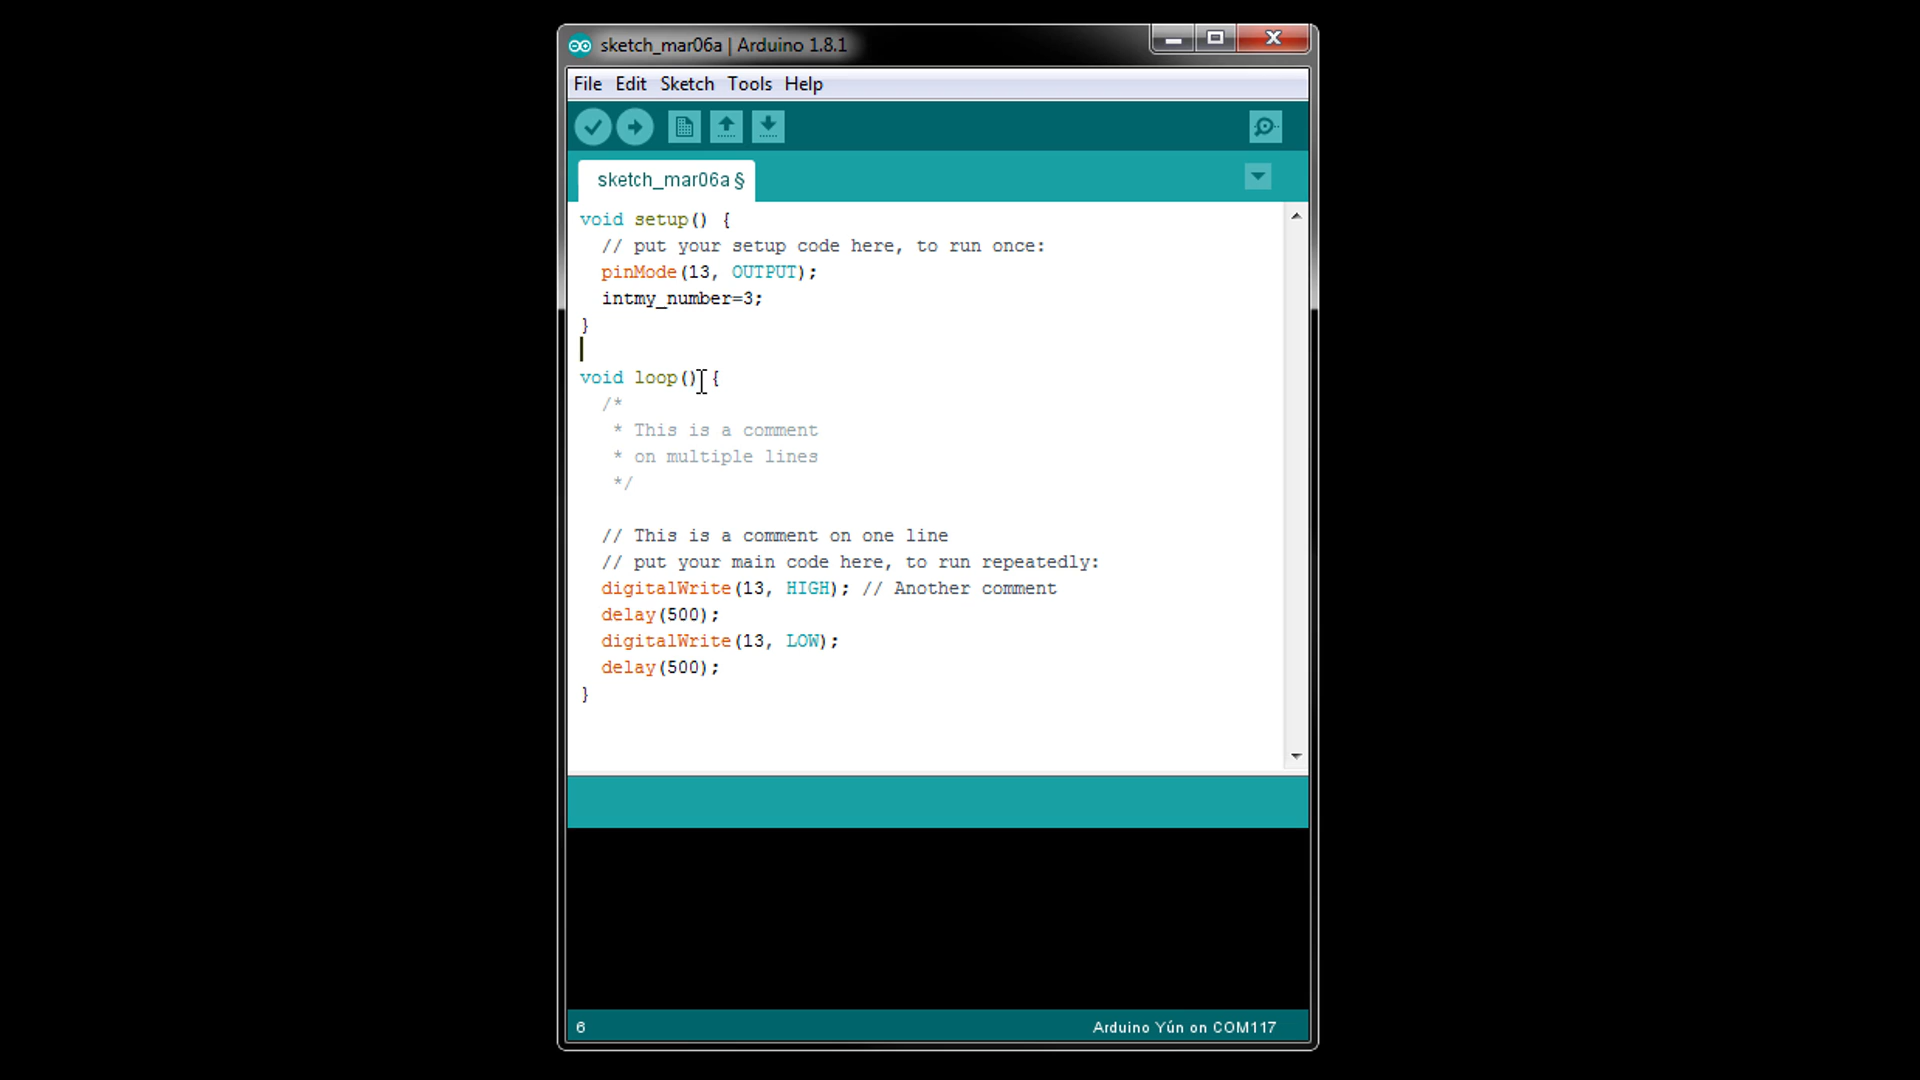 sketch_mar06a | Arduino 1.8.1
File Edit Sketch Tools Help
sketch_mar06a §
void setup() {
  // put your setup code here, to run once:
  pinMode(13, OUTPUT);
  intmy_number=3;
}
void loop() {
  /*
   * This is a comment
   * on multiple lines
   */
  // This is a comment on one line
  // put your main code here, to run repeatedly:
  digitalWrite(13, HIGH); // Another comment
  delay(500);
  digitalWrite(13, LOW);
  delay(500);
}
6 Arduino Yún on COM117